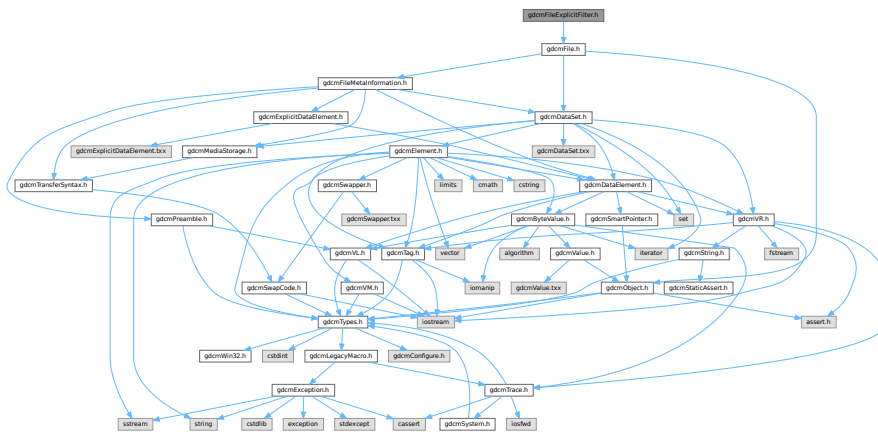 gdcmFileExplicitFilter.h
gdcmFile.h
gdcmFileMetaInformation.h
gdcmExplicitDataElement.h
gdcmDataSet.h
gdcmExplicitDataElement.txx
gdcmMediaStorage.h
gdcmElement.h
gdcmDataSet.txx
gdcmTransferSyntax.h
gdcmSwapper.h
limits
cmath
cstring
gdcmDataElement.h
gdcmPreamble.h
gdcmSwapper.txx
gdcmByteValue.h
gdcmSmartPointer.h
set
gdcmVR.h
gdcmVL.h
gdcmTag.h
vector
algorithm
gdcmValue.h
iterator
gdcmString.h
fstream
gdcmSwapCode.h
gdcmVM.h
iomanip
gdcmValue.txx
gdcmObject.h
gdcmStaticAssert.h
gdcmTypes.h
iostream
assert.h
gdcmWin32.h
cstdint
gdcmLegacyMacro.h
gdcmConfigure.h
gdcmException.h
gdcmTrace.h
sstream
string
cstdlib
exception
stdexcept
cassert
gdcmSystem.h
iosfwd